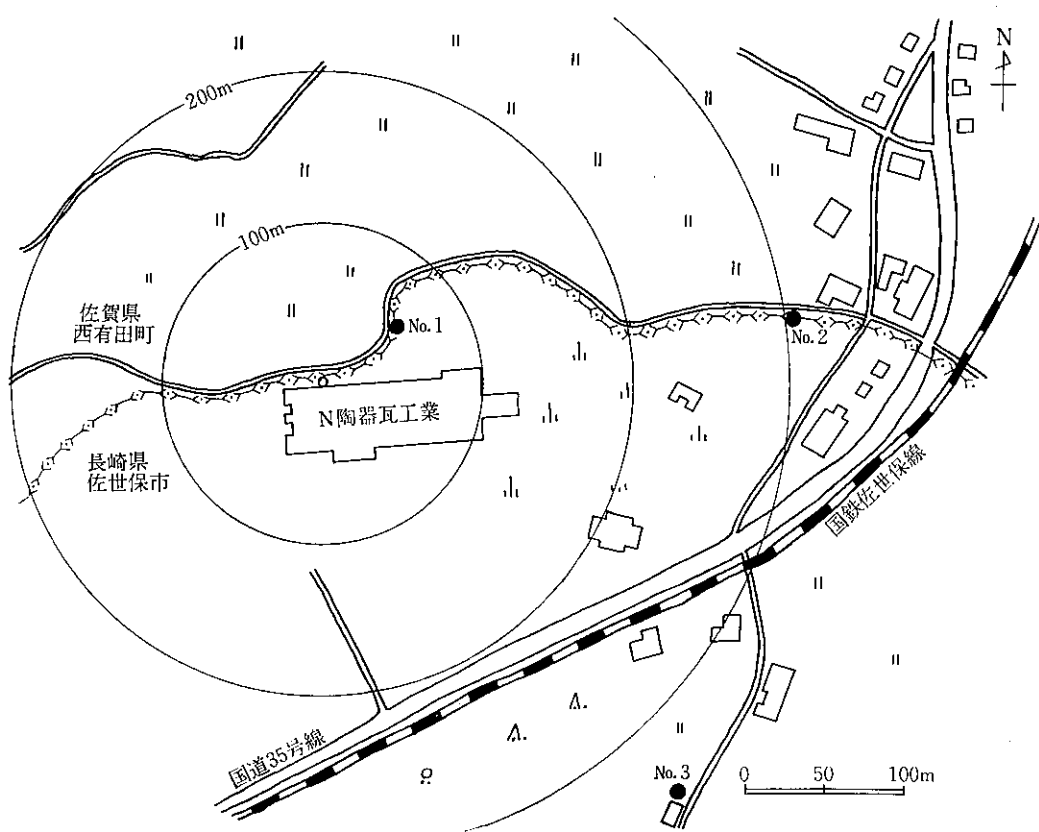 N
200m
100m
佐賀県
西有田町
No.1
No.2
N陶器瓦工業
長崎県
佐世保市
国鉄佐世保線
国道35号線
No.3
0 50 100m